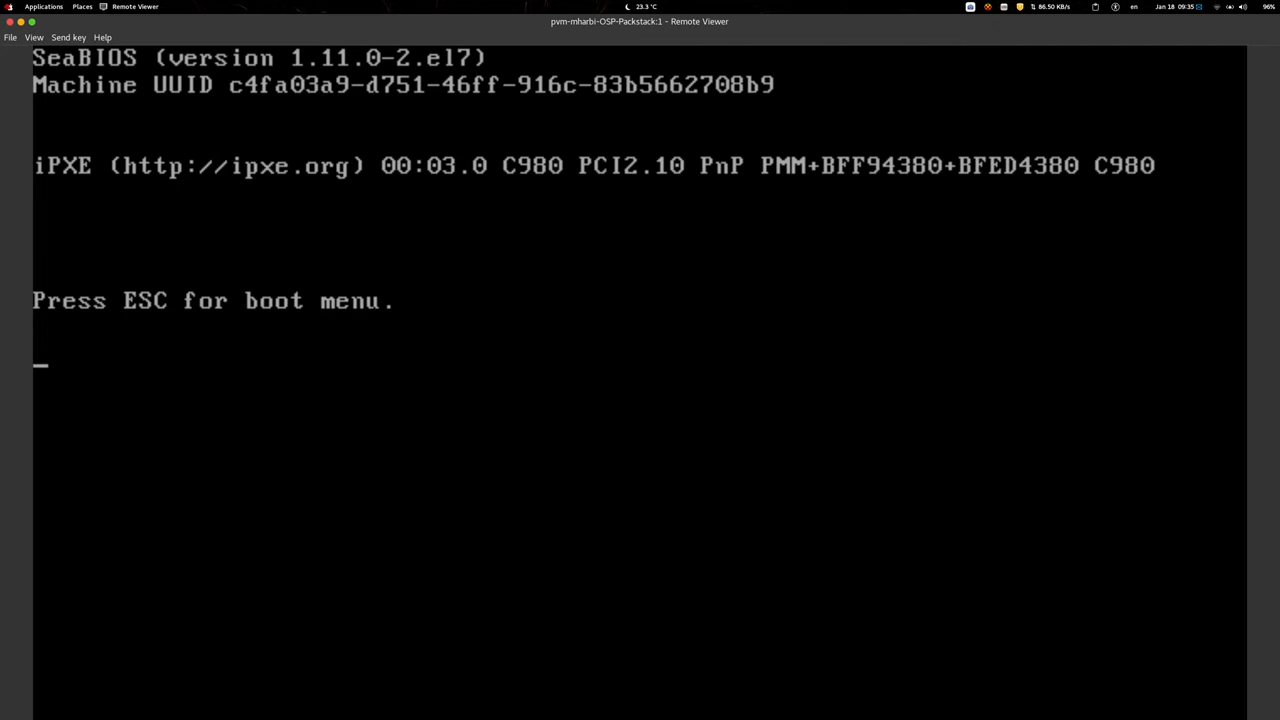 Applications Places Remote Viewer 23.3 °C 86.50 KB/s en Jan 18 09:35 96%
pvm-mharbi-OSP-Packstack:1 - Remote Viewer
File View Send key Help
SeaBIOS (version 1.11.0-2.el7)
Machine UUID c4fa03a9-d751-46ff-916c-83b5662708b9
iPXE (http://ipxe.org) 00:03.0 C980 PCI2.10 PnP PMM+BFF94380+BFED4380 C980
Press ESC for boot menu.
_